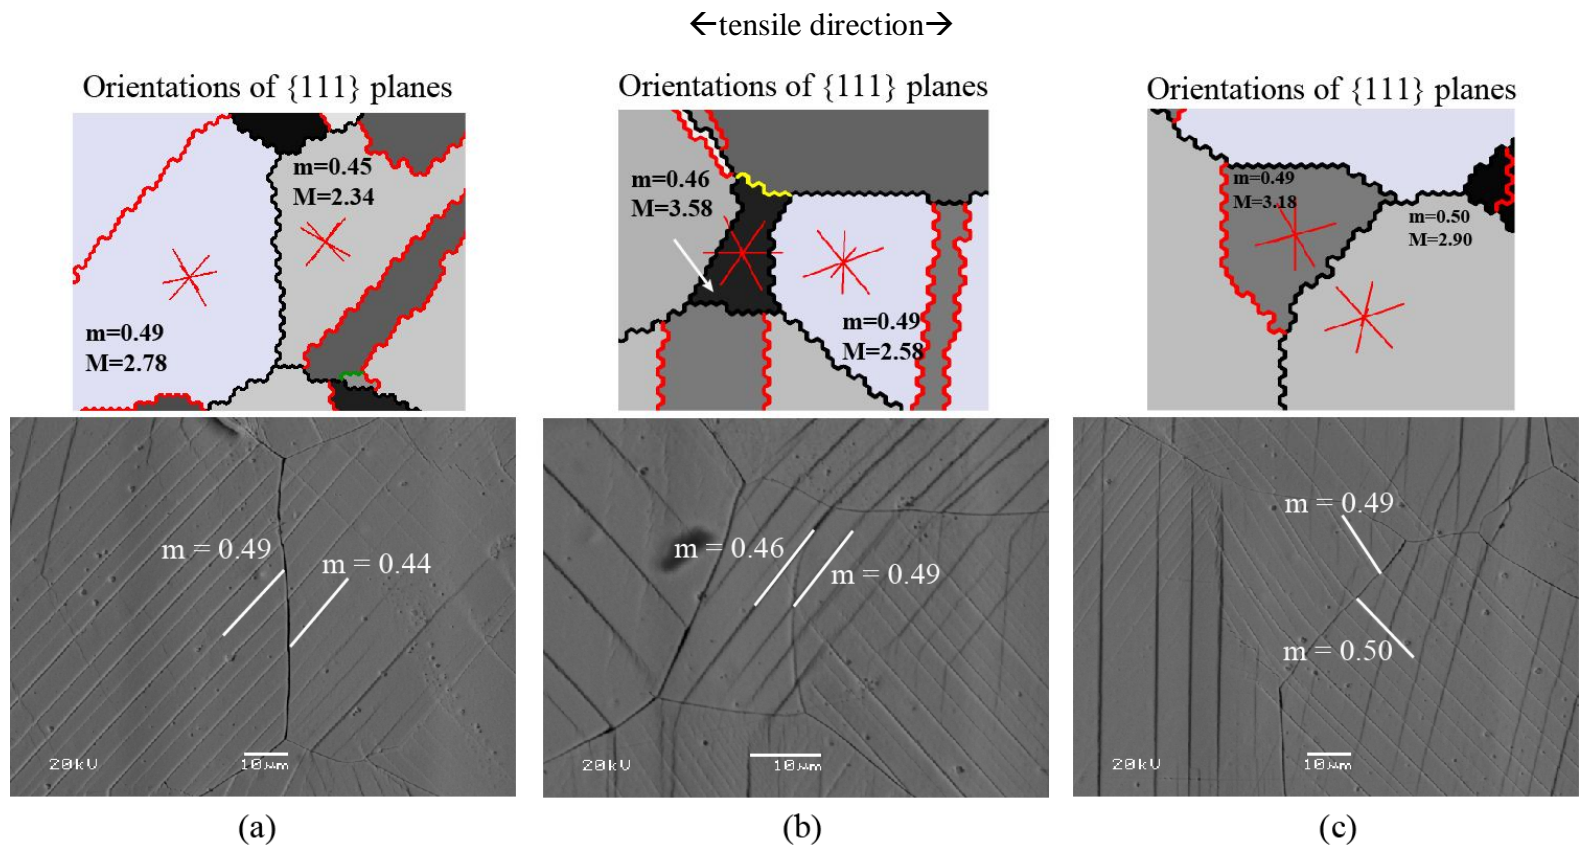 ←tensile direction→
Orientations of {111} planes
m=0.45
M=2.34
m=0.49
M=2.78
Orientations of {111} planes
m=0.46
M=3.58
m=0.49
M=2.58
Orientations of {111} planes
m=0.49
M=3.18
m=0.50
M=2.90
m = 0.49
m = 0.44
20kU
10μm
m = 0.46
m = 0.49
20kU
10μm
m = 0.49
m = 0.50
20kU
10μm
(a)
(b)
(c)